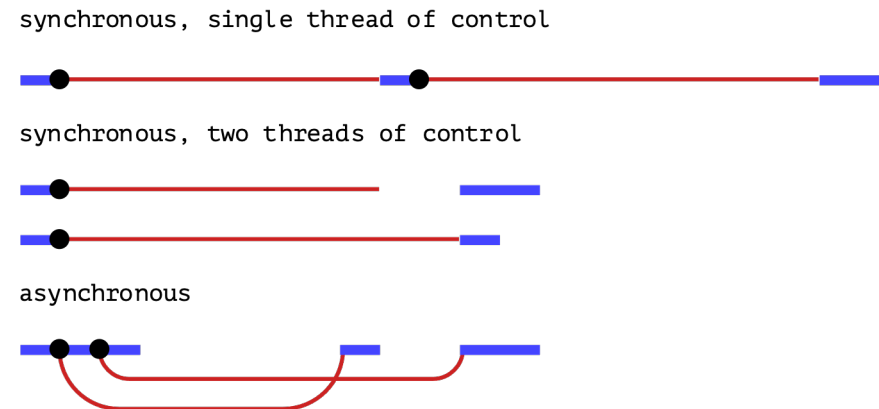 synchronous, single thread of control
synchronous, two threads of control
asynchronous